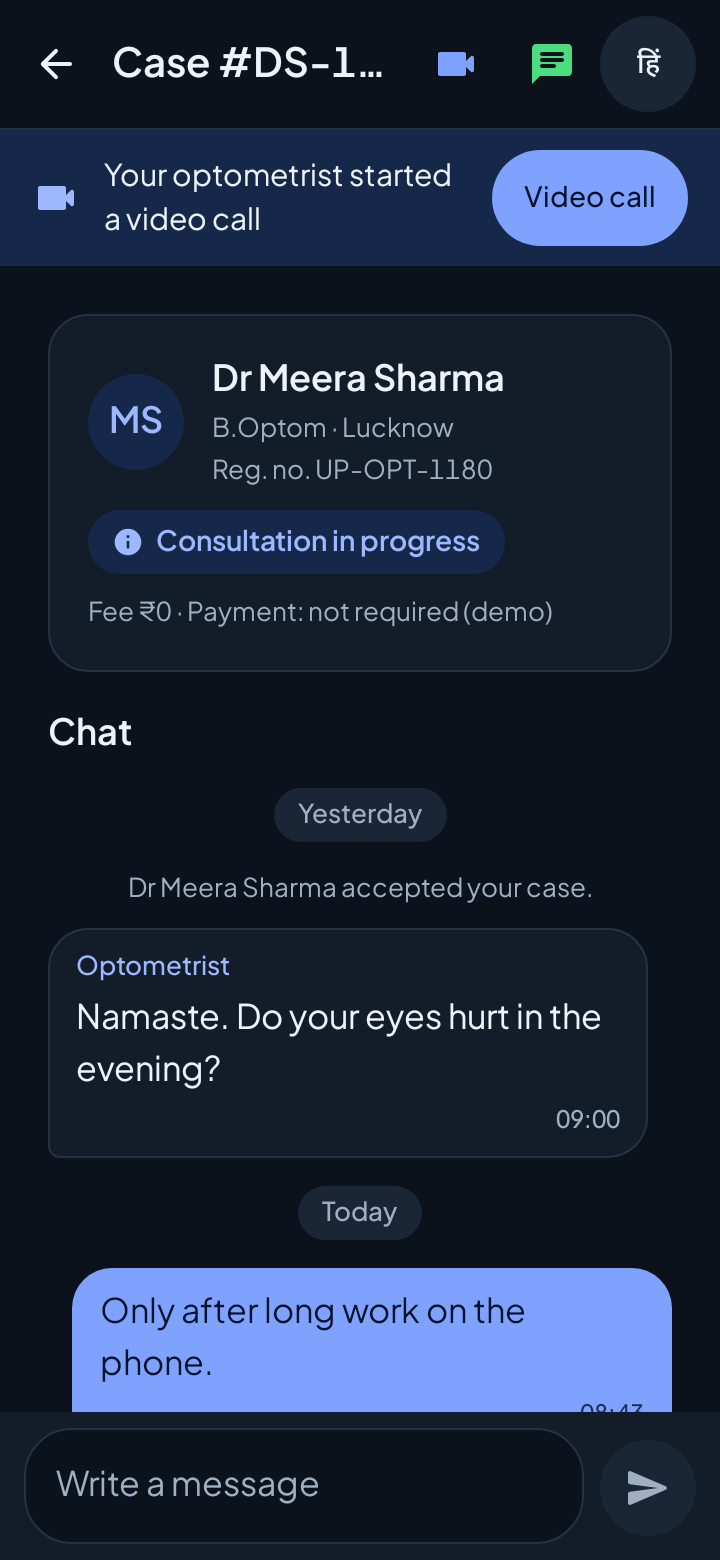 Case #DS-1...
हिं
Your optometrist started
a video call
Video call
MS
Dr Meera Sharma
B.Optom · Lucknow
Reg. no. UP-OPT-1180
Consultation in progress
Fee ₹0 · Payment: not required (demo)
Chat
Yesterday
Dr Meera Sharma accepted your case.
Optometrist
Namaste. Do your eyes hurt in the
evening?
09:00
Today
Only after long work on the
phone.
Write a message